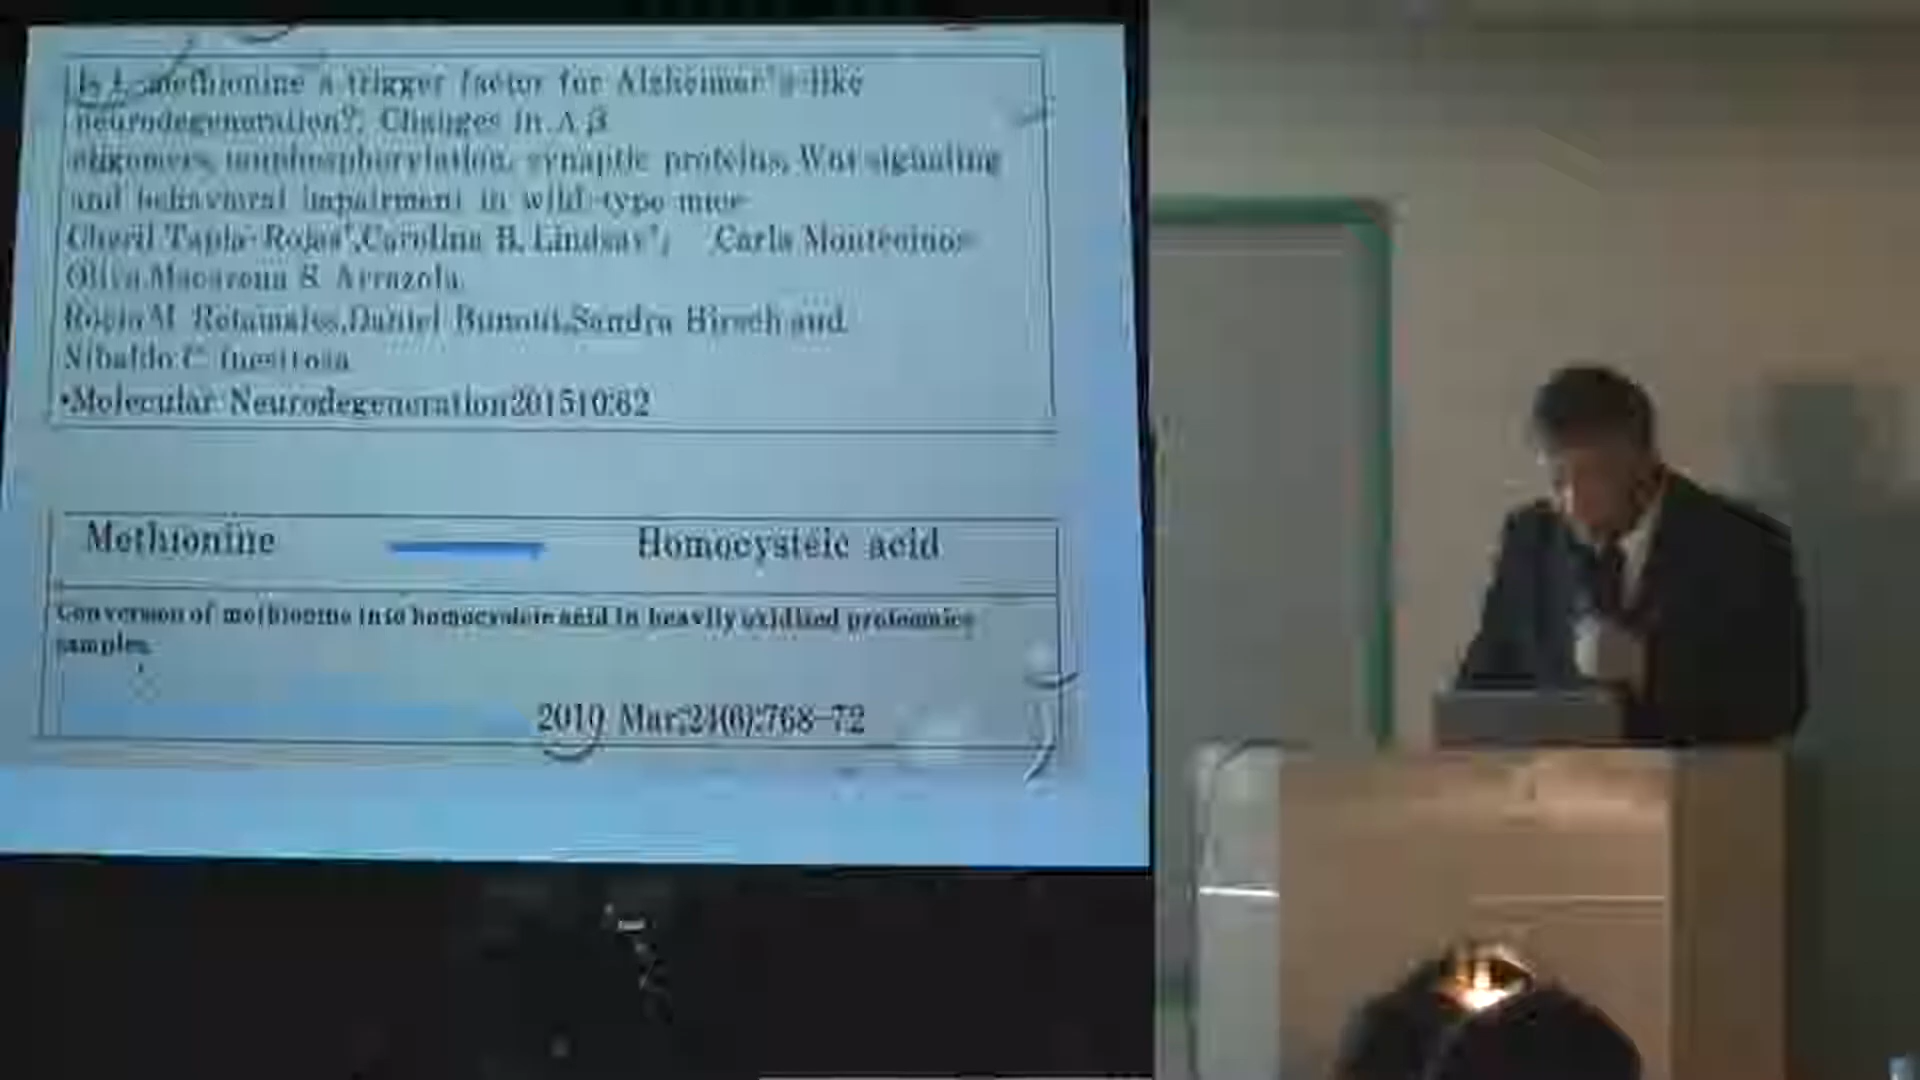 Is L-methionine a trigger factor for Alzheimer's-like
neurodegeneration?: Changes in Aβ
oligomers, tau phosphorylation, synaptic proteins, Wnt signaling
and behavioral impairment in wild-type mice
Cheril Tapia-Rojas, Carolina B. Lindsay, Carla Montecinos-
Oliva, Macarena S. Arrazola,
Rocio M. Retamales, Daniel Bunout, Sandra Hirsch and
Nibaldo C. Inestrosa
•Molecular Neurodegeneration201510:62
Methionine Homocysteic acid
Conversion of methionine into homocysteic acid in heavily oxidized proteomics
samples.
2010 Mar;24(6):768-72